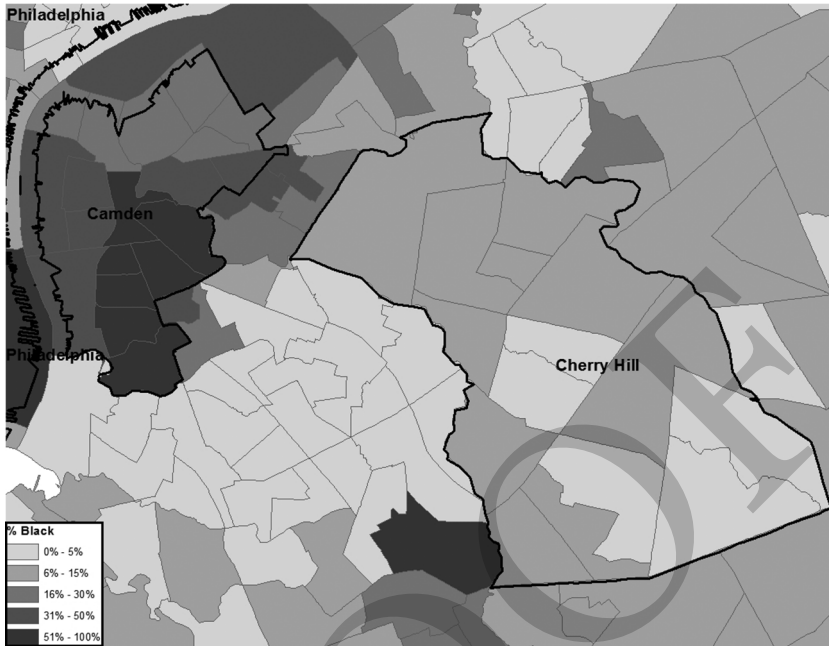 Philadelphia
Camden
Philadelphia
Cherry Hill
% Black
0% - 5%
6% - 15%
16% - 30%
31% - 50%
51% - 100%